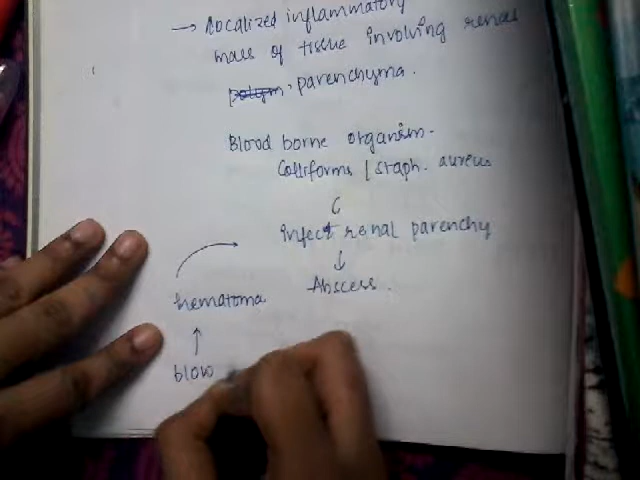 → Localized inflammatory
mass of tissue involving renal
parenchyma.
Blood borne organism.
Coliforms / staph. aureus
↓
infect renal parenchy
↓
hematoma Abscess.
↑
blow